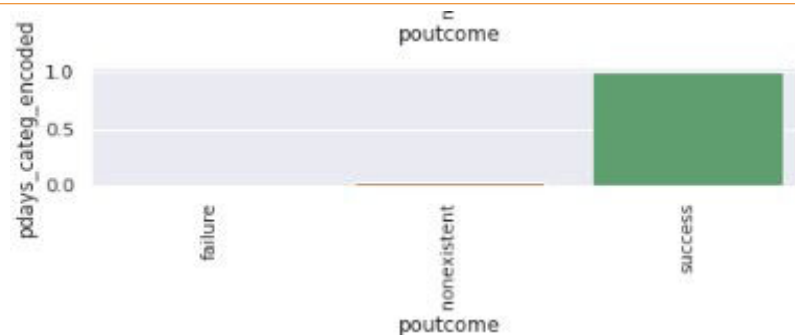 poutcome
pdays_categ_encoded
1.0
0.5
0.0
failure
nonexistent
success
poutcome